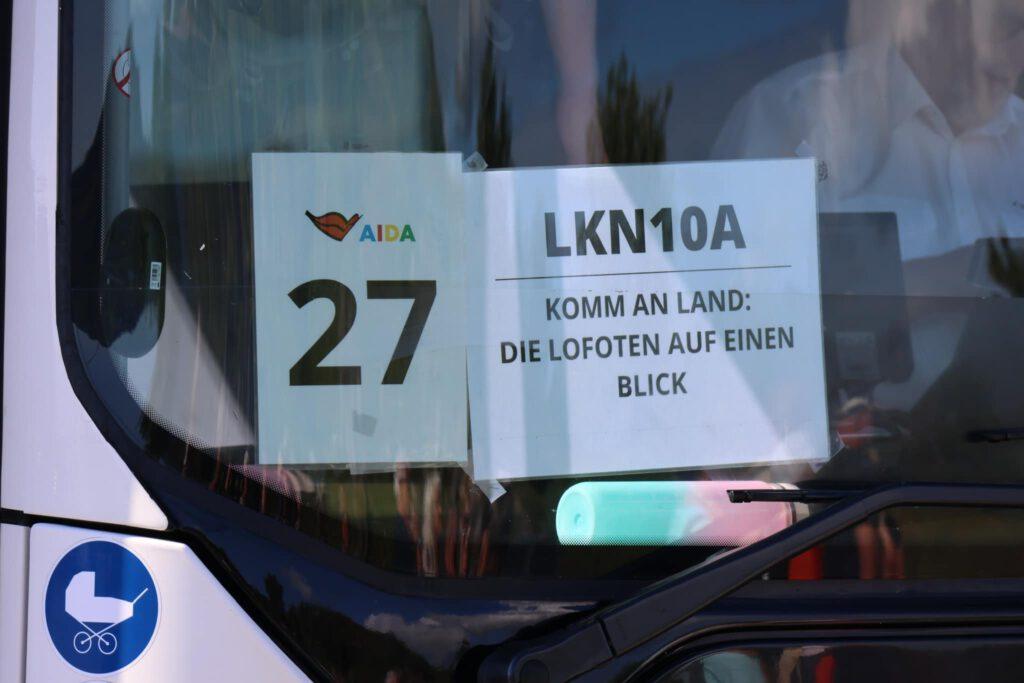 AIDA
27
LKN10A
KOMM AN LAND:
DIE LOFOTEN AUF EINEN
BLICK